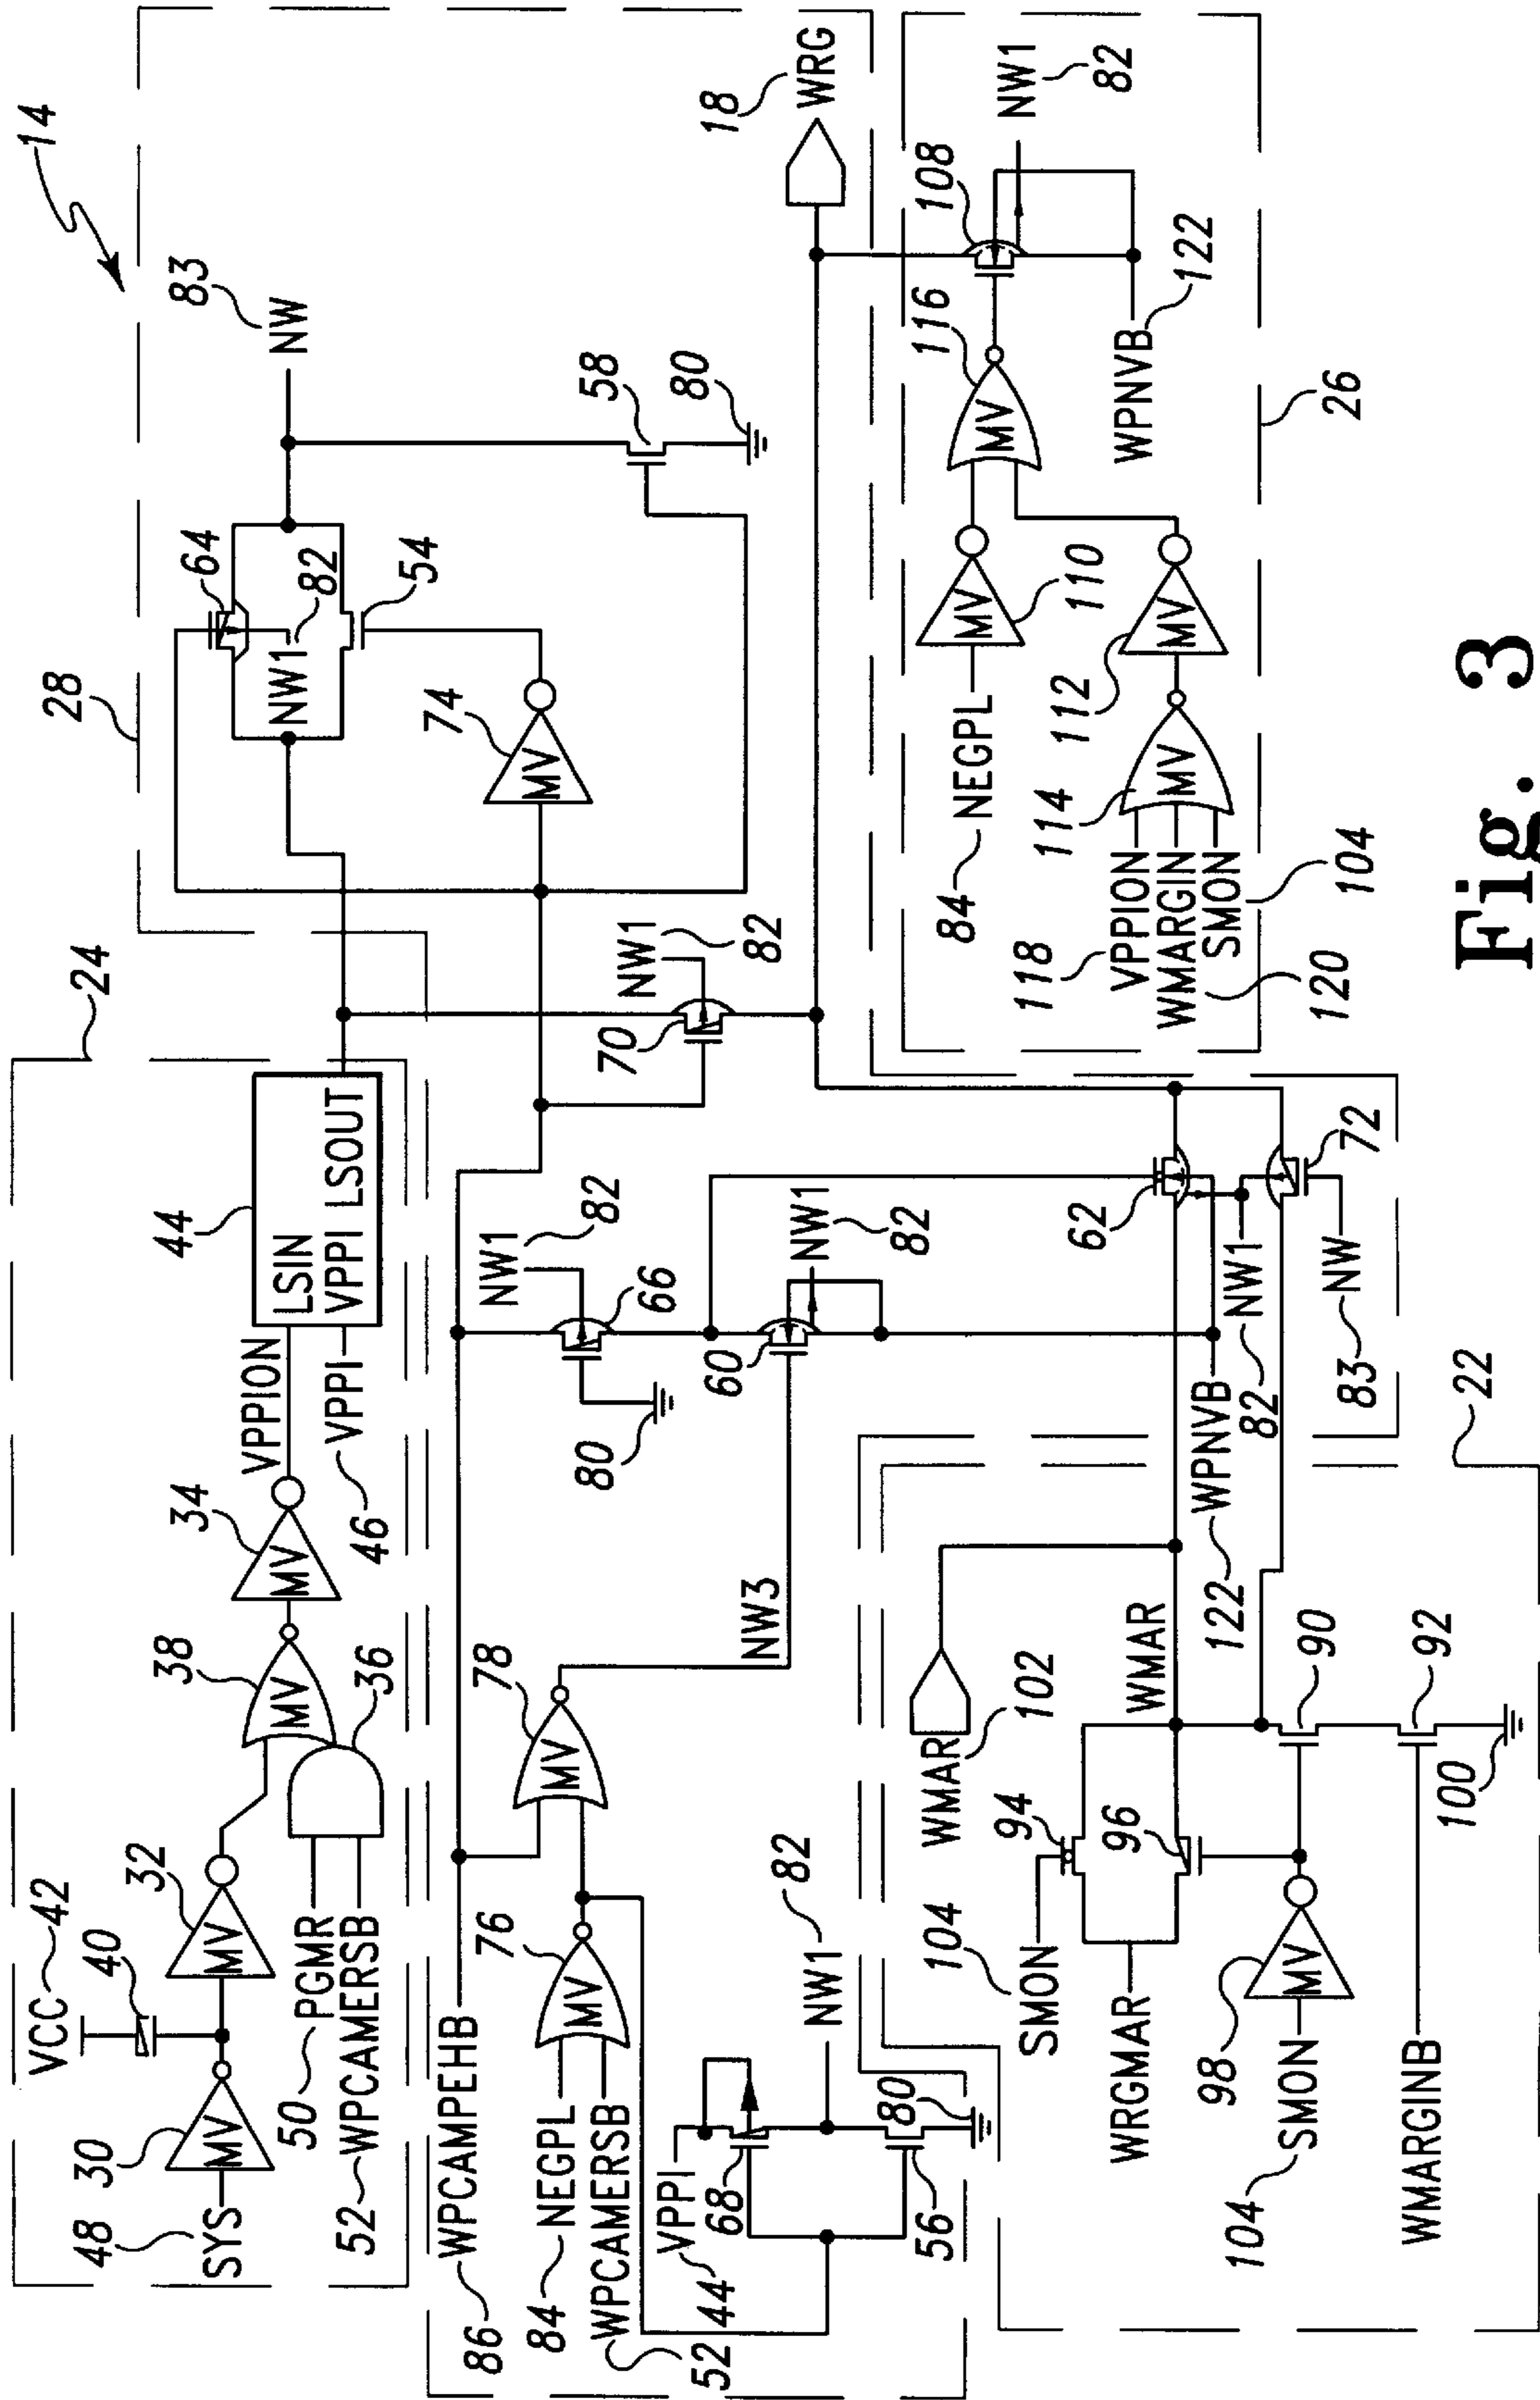 14
24
VCC 42
40
48 SYS
30
MV
32
MV
38
MV
34
MV
VPPION
50 PGMR
52 WPCAMERSB
36
46 VPPI
44
LSIN
VPPI LSOUT
28
64
NW1
82
54
83
NW
74
MV
58
80
86 WPCAMPEHB
84 NEGPL
WPCAMERSB
52
76
MV
78
MV
NW3
NW1
82
66
80
60
NW1
82
70
NW1
82
18
WRG
VPPI
44
68
56
80
NW1
82
62
72
WPNVB
122
NW1
82
NW
83
22
WMAR
102
WMAR
104
SMON
94
96
WRGMAR
98
MV
104 SMON
90
92
100
WMARGINB
84 NEGPL
110
MV
118
VPPION
WMARGIN
SMON
120
104
114
MV
112
MV
116
MV
108
NW1
82
WPNVB
122
26
Fig. 3